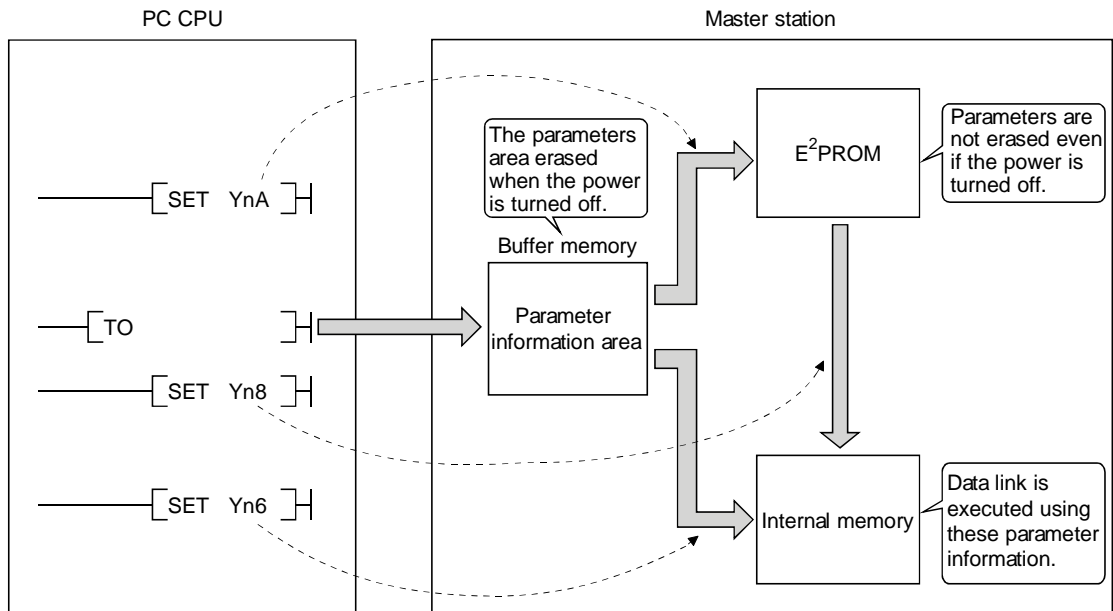 PC CPU
Master station
SET YnA
TO
SET Yn8
SET Yn6
The parameters
area erased
when the power
is turned off.
Buffer memory
Parameter
information area
E²PROM
Parameters are
not erased even
if the power is
turned off.
Internal memory
Data link is
executed using
these parameter
information.